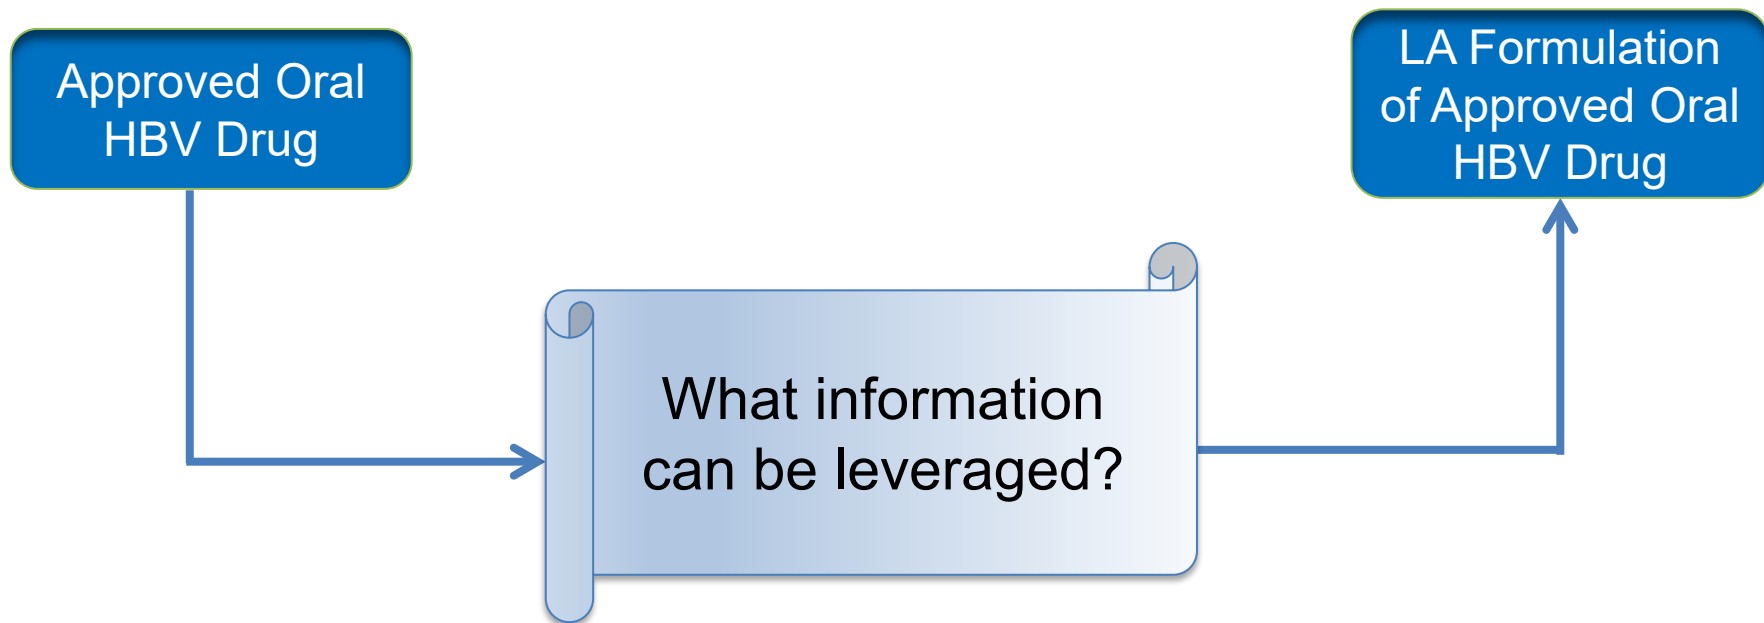 Approved Oral
HBV Drug
LA Formulation
of Approved Oral
HBV Drug
What information
can be leveraged?